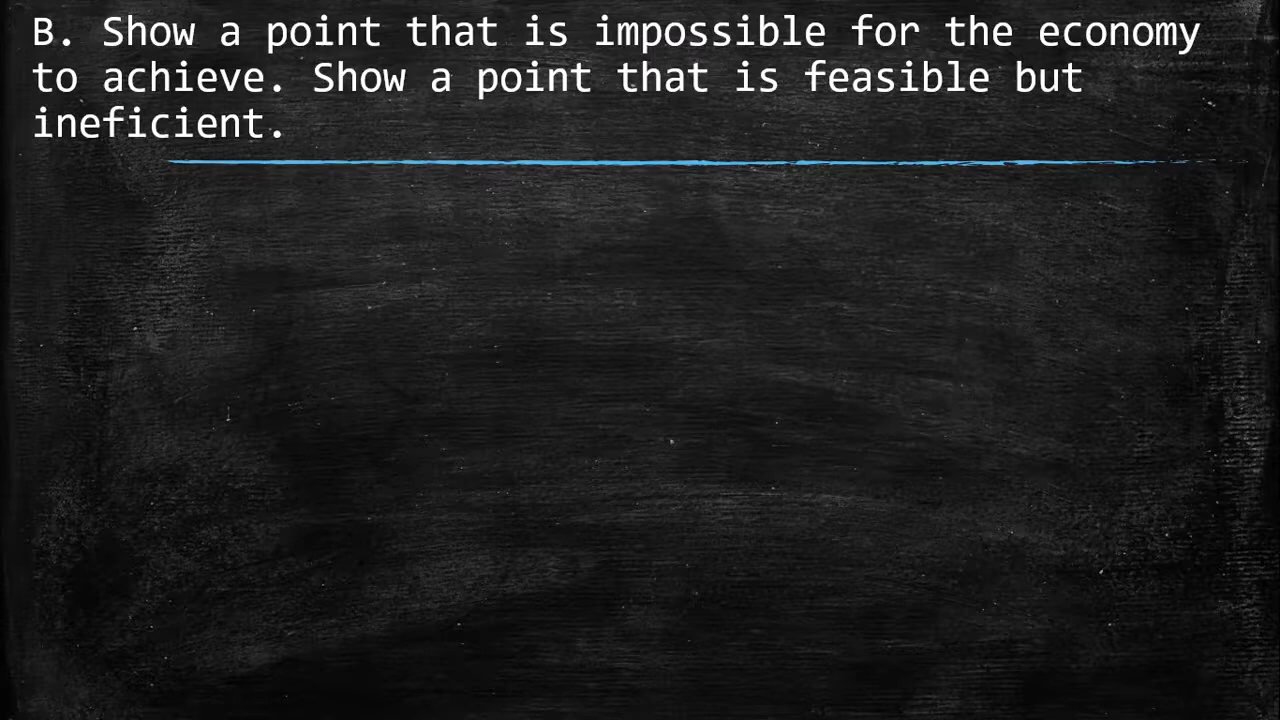 B. Show a point that is impossible for the economy
to achieve. Show a point that is feasible but
ineficient.